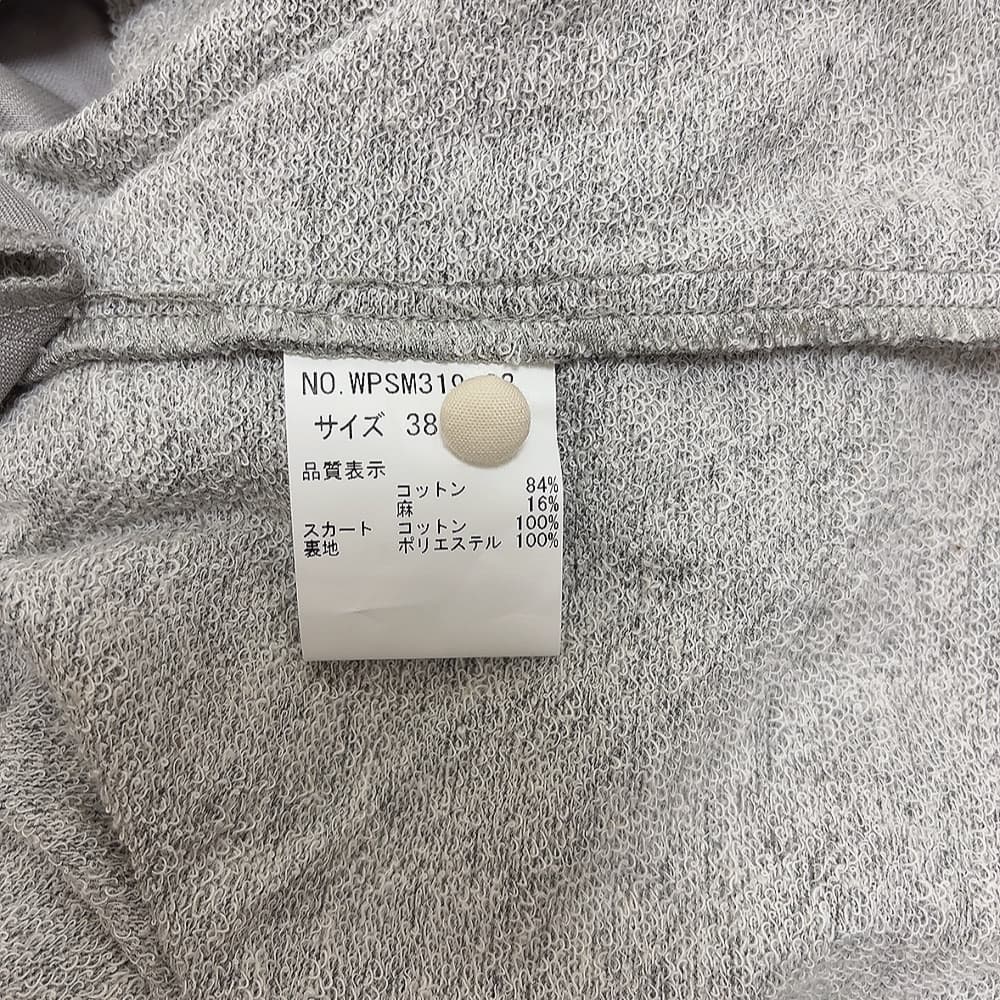 NO.WPSM319
サイズ 38
品質表示
コットン 84%
麻 16%
スカート コットン 100%
裏地 ポリエステル 100%